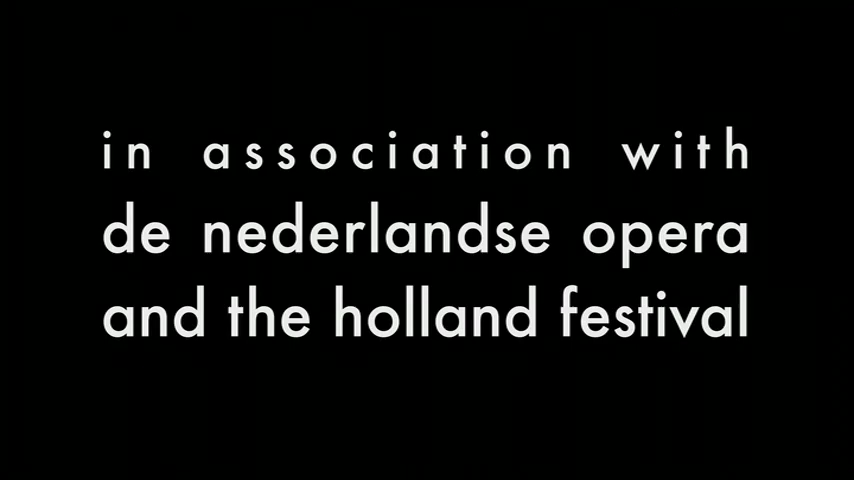 in association with
de nederlandse opera
and the holland festival